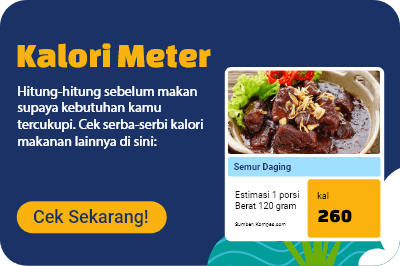 Kalori Meter
Hitung-hitung sebelum makan
supaya kebutuhan kamu
tercukupi. Cek serba-serbi kalori
makanan lainnya di sini:
Cek Sekarang!
Semur Daging
Estimasi 1 porsi
Berat 120 gram
Sumber: Kompas.com
kal
260